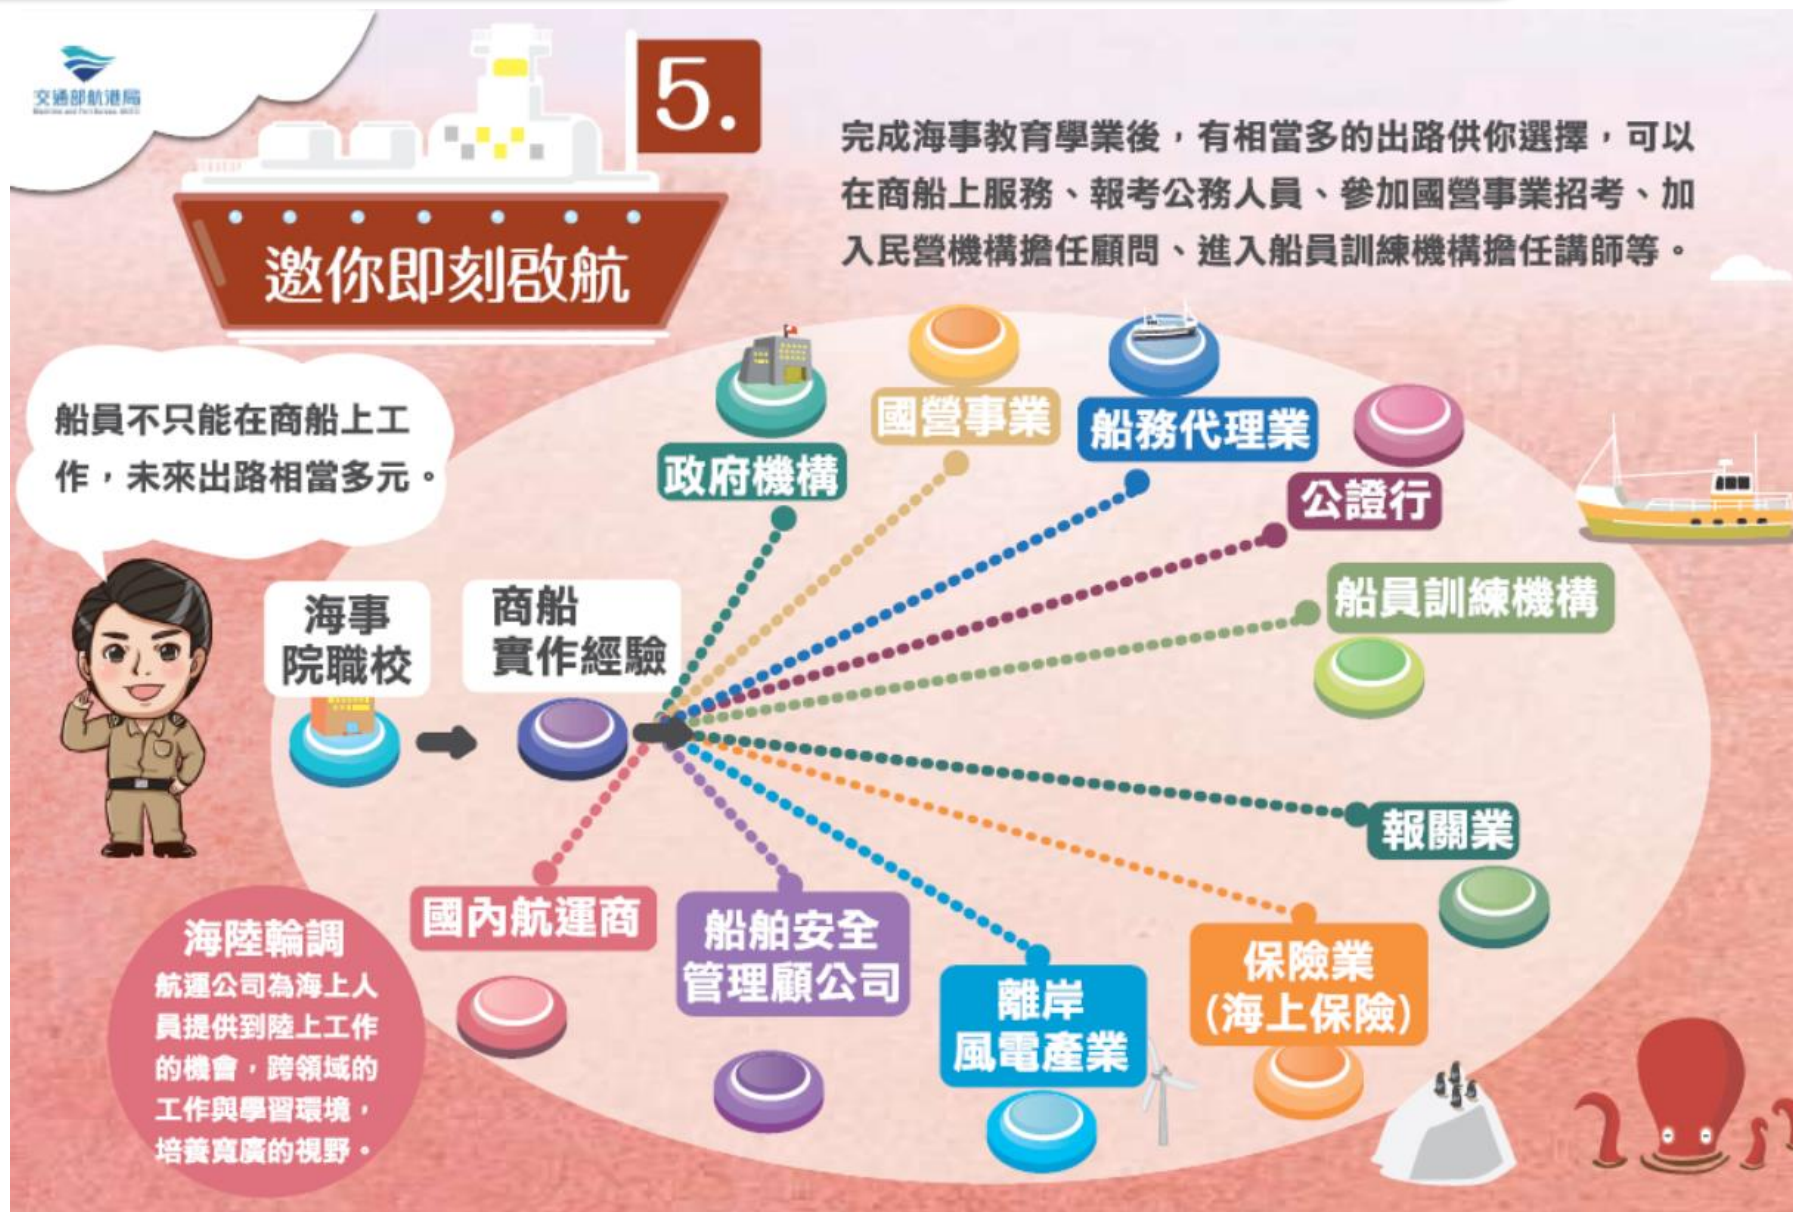 交通部航港局
5.
邀你即刻啟航
完成海事教育學業後，有相當多的出路供你選擇，可以
在商船上服務、報考公務人員、參加國營事業招考、加
入民營機構擔任顧問、進入船員訓練機構擔任講師等。
船員不只能在商船上工
作，未來出路相當多元。
海事
院職校
商船
實作經驗
政府機構
國營事業
船務代理業
公證行
船員訓練機構
報關業
保險業
(海上保險)
離岸
風電產業
船舶安全
管理顧公司
國內航運商
海陸輪調
航運公司為海上人
員提供到陸上工作
的機會，跨領域的
工作與學習環境，
培養寬廣的視野。